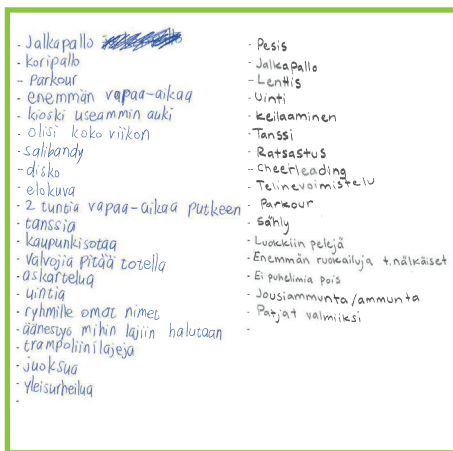 - Jalkapallo
- koripallo
- Parkour
- enemmän vapaa-aikaa
- kioski useammin auki
- olisi koko viikon
- salibandy
- disko
- elokuva
- 2 tuntia vapaa-aikaa putkeen
- tanssia
- kaupunkisotaa
- valvojia pitää totella
- askartelua
- uintia
- ryhmille omat nimet
- äänestys mihin lajiin halutaan
- trampoliinilajeja
- juoksua
- yleisurheilua
-
- Pesis
- Jalkapallo
- Lentis
- Uinti
- Keilaaminen
- Tanssi
- Ratsastus
- Cheerleading
- Telinevoimistelu
- Parkour
- Sähly
- Luokkiin pelejä
- Enemmän ruokailuja t.nälkäiset
- Ei puhelimia pois
- Jousiammunta/ammunta
- Patjat valmiiksi
-